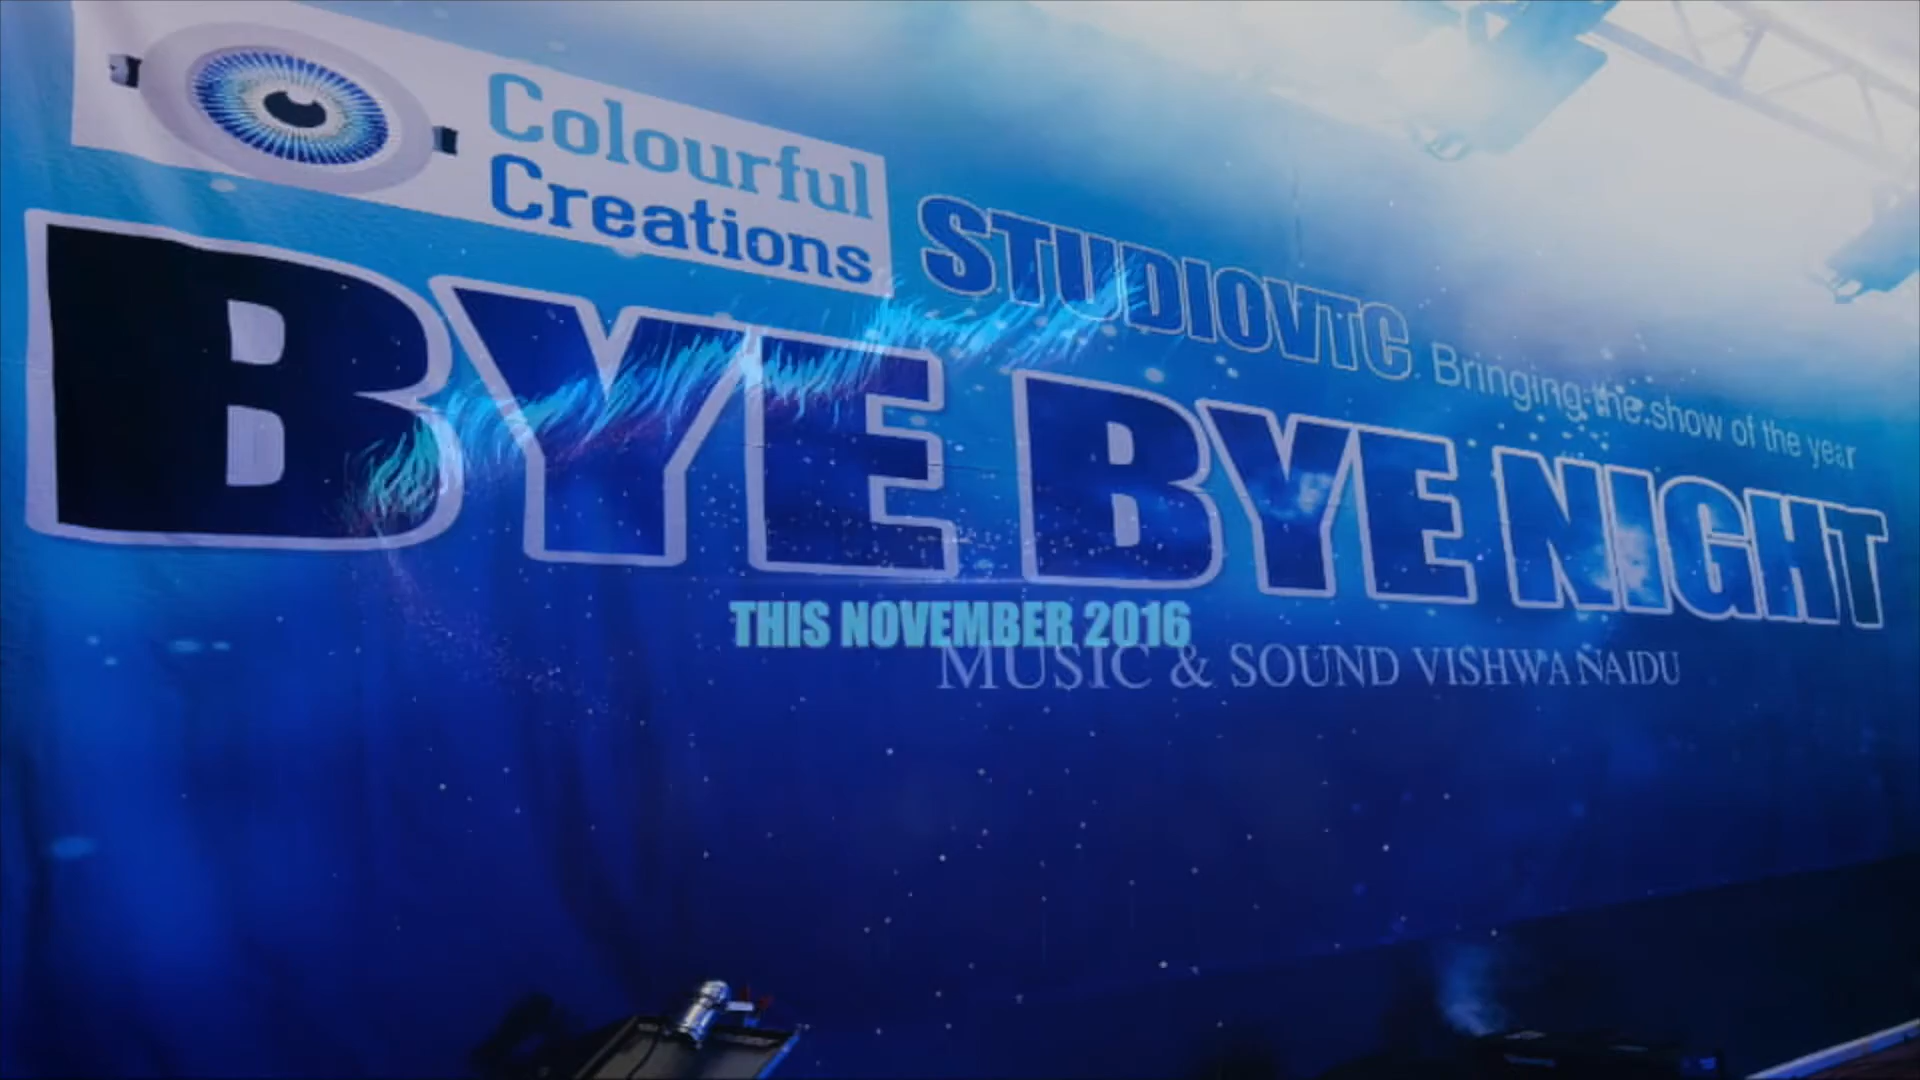 Colourful
Creations
STUDIOVTC. Bringing the show of the year
BYE BYE NIGHT
THIS NOVEMBER 2016
MUSIC & SOUND VISHWA NAIDU